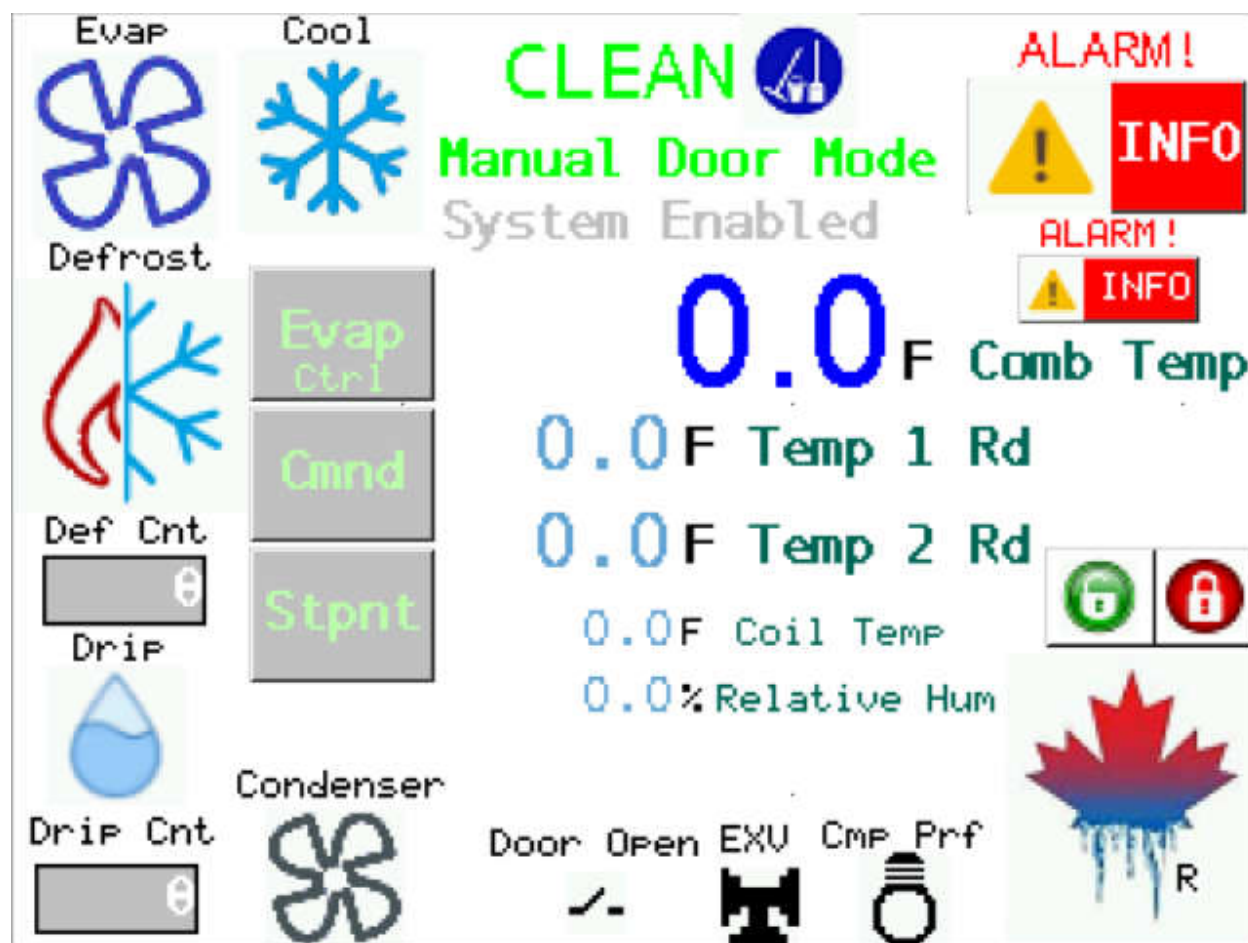 Evap
Cool
CLEAN
ALARM!
INFO
Manual Door Mode
System Enabled
ALARM!
INFO
Defrost
Evap
Ctrl
0.0 F Comb Temp
0.0 F Temp 1 Rd
Cmnd
Def Cnt
0.0 F Temp 2 Rd
0
Stpnt
0.0 F Coil Temp
Drip
0.0 % Relative Hum
Condenser
Drip Cnt
Door Open
EXV
Cmp Prf
0
R